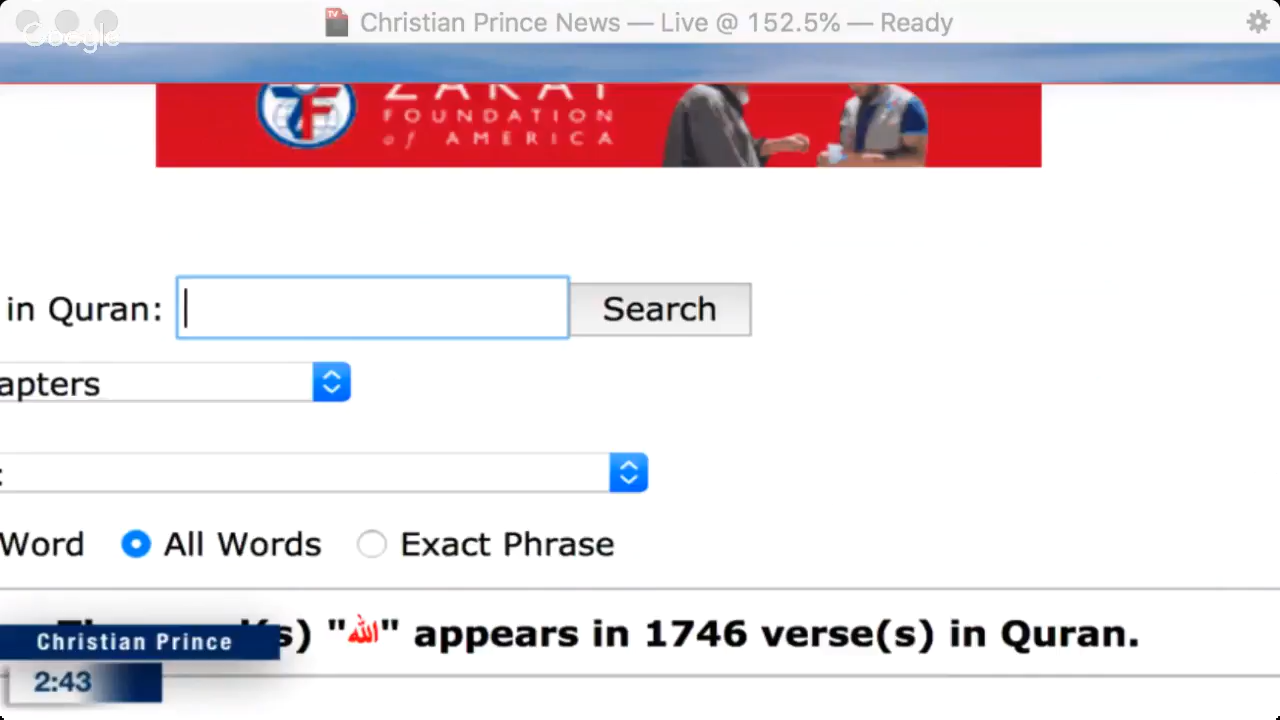 Christian Prince News — Live @ 152.5% — Ready
Google
ZAKAT
FOUNDATION
of AMERICA
in Quran:
Search
apters
:
Word All Words Exact Phrase
"الله" appears in 1746 verse(s) in Quran.
Christian Prince
2:43